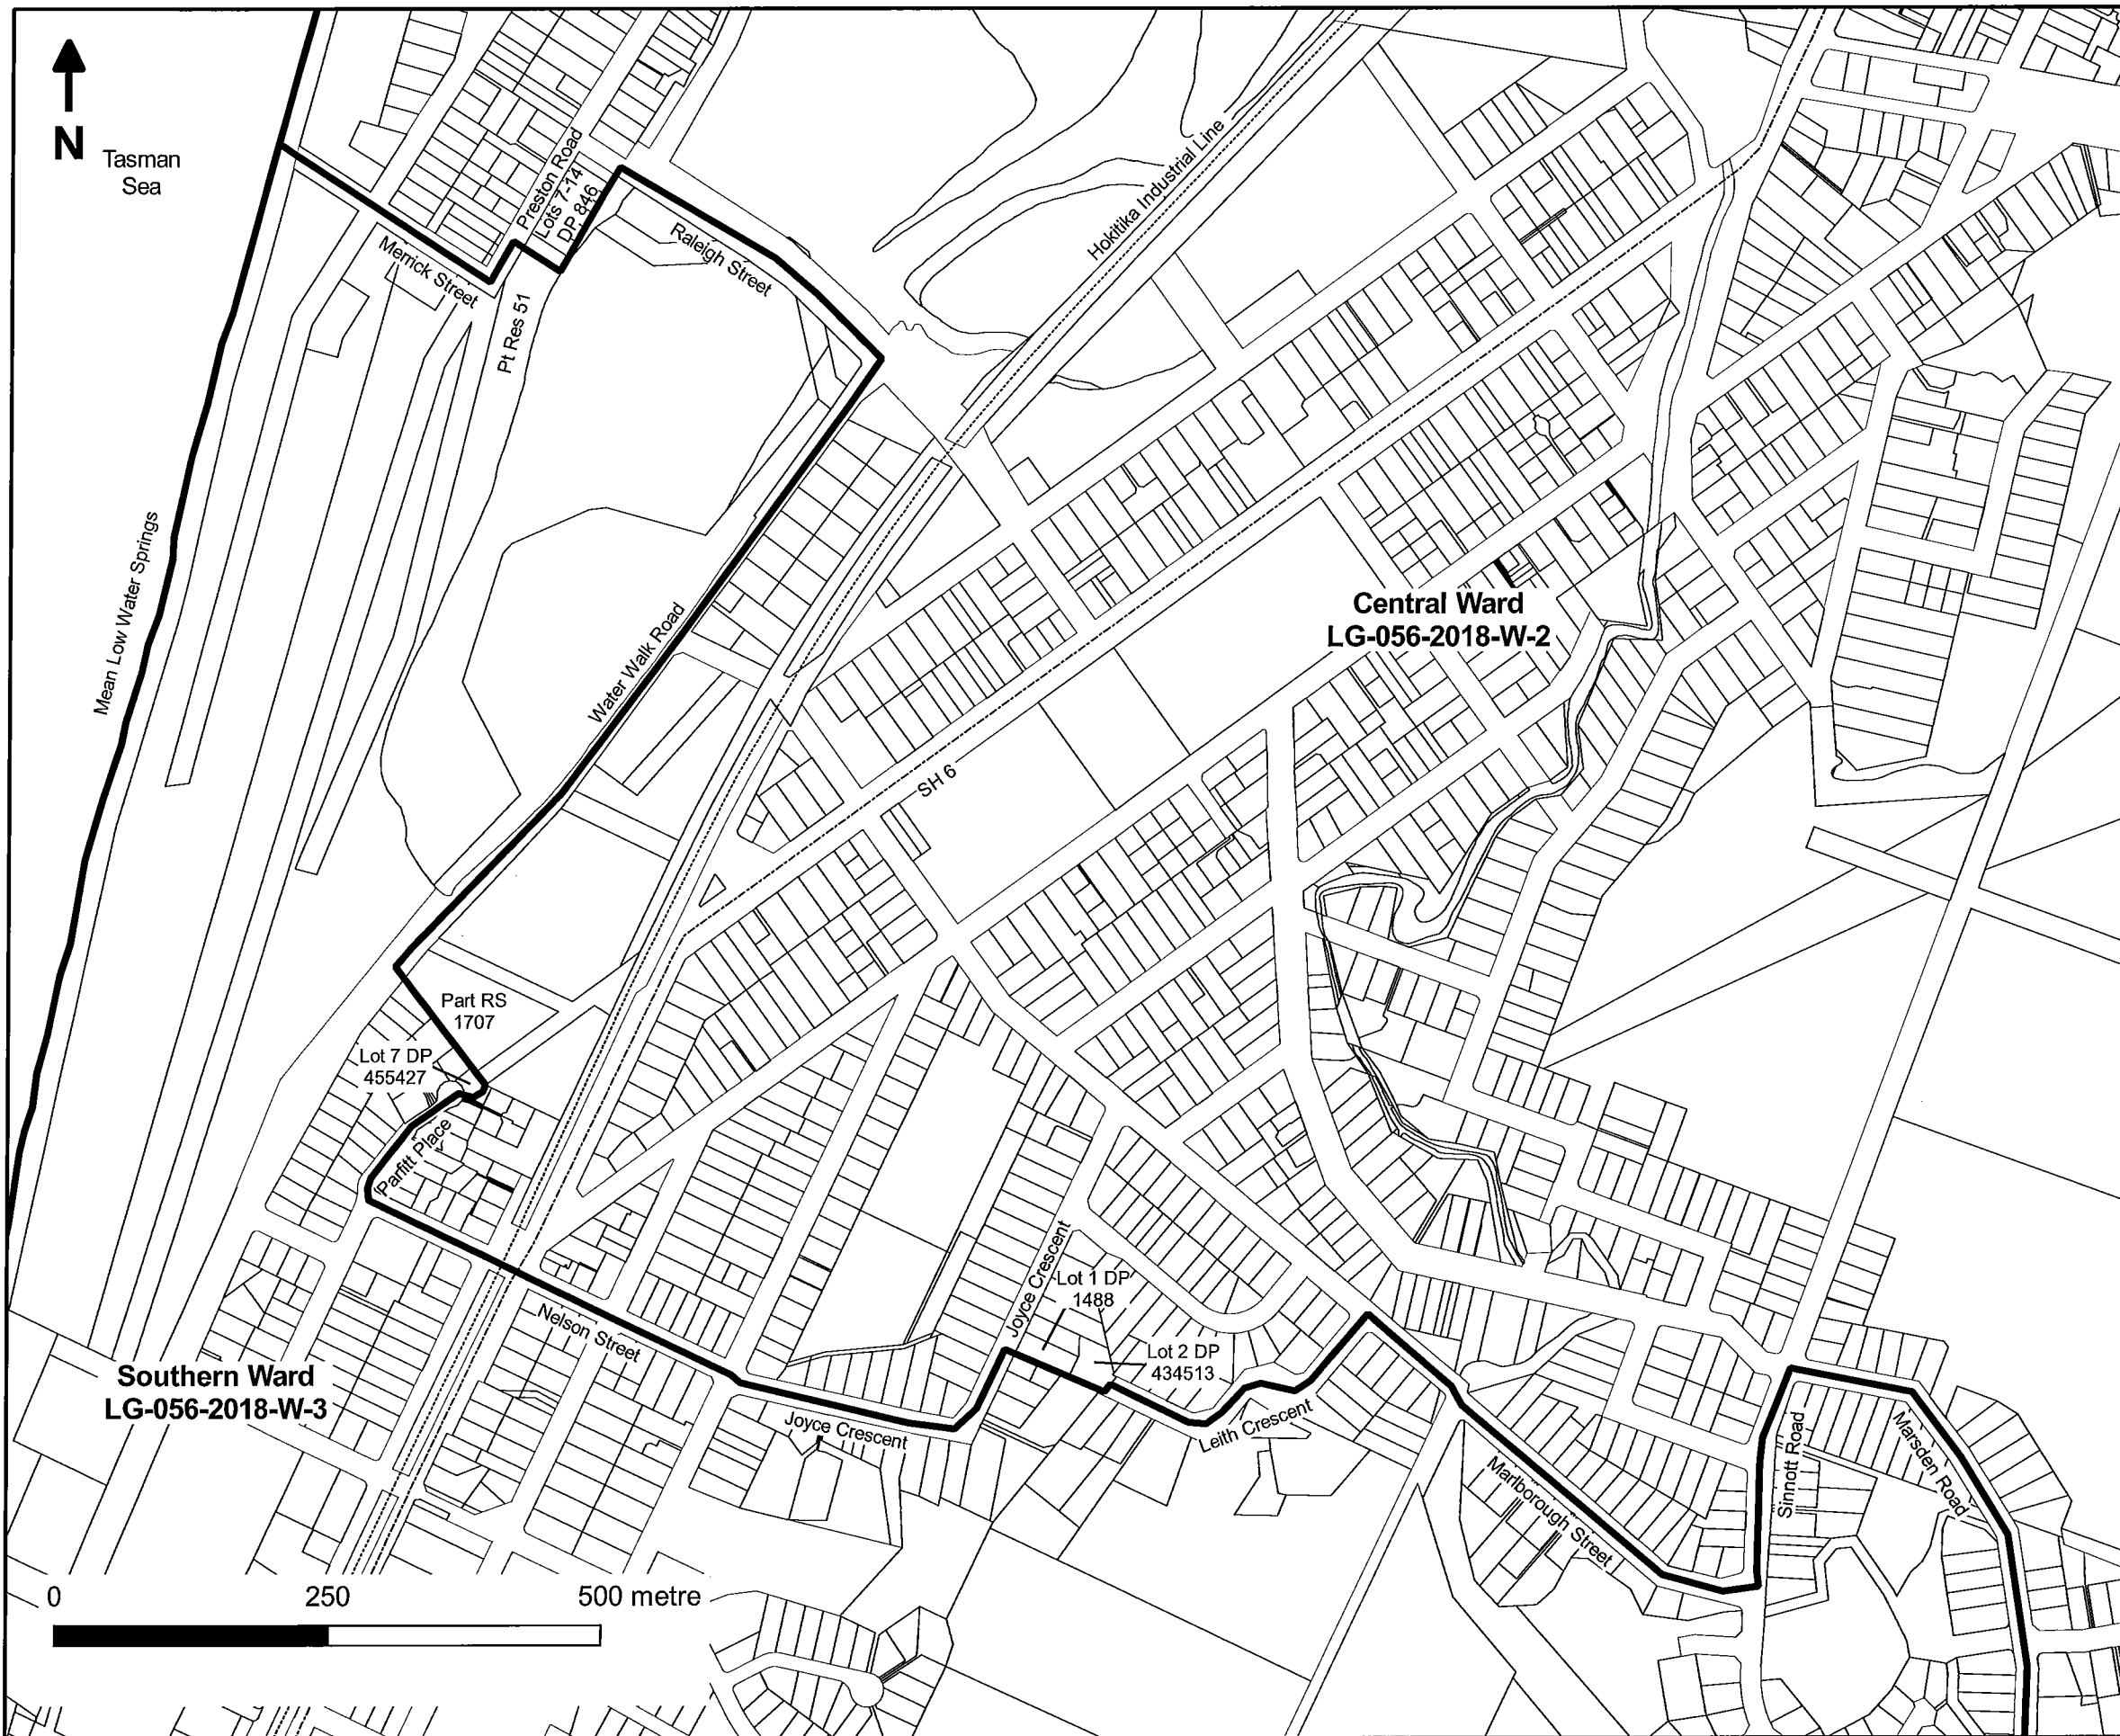 N
Tasman
Sea
Preston Road
Lots 7-14
DP 846
Raleigh Street
Merrick Street
Pt Res 51
Hokitika Industrial Line
Mean Low Water Springs
Water Walk Road
Central Ward
LG-056-2018-W-2
SH 6
Part RS
1707
Lot 7 DP
455427
Parfitt Place
Joyce Crescent
Lot 1 DP
1488
Lot 2 DP
434513
Nelson Street
Southern Ward
LG-056-2018-W-3
Joyce Crescent
Leith Crescent
Marlborough Street
Sinnott Road
Marsden Road
0 250 500 metre